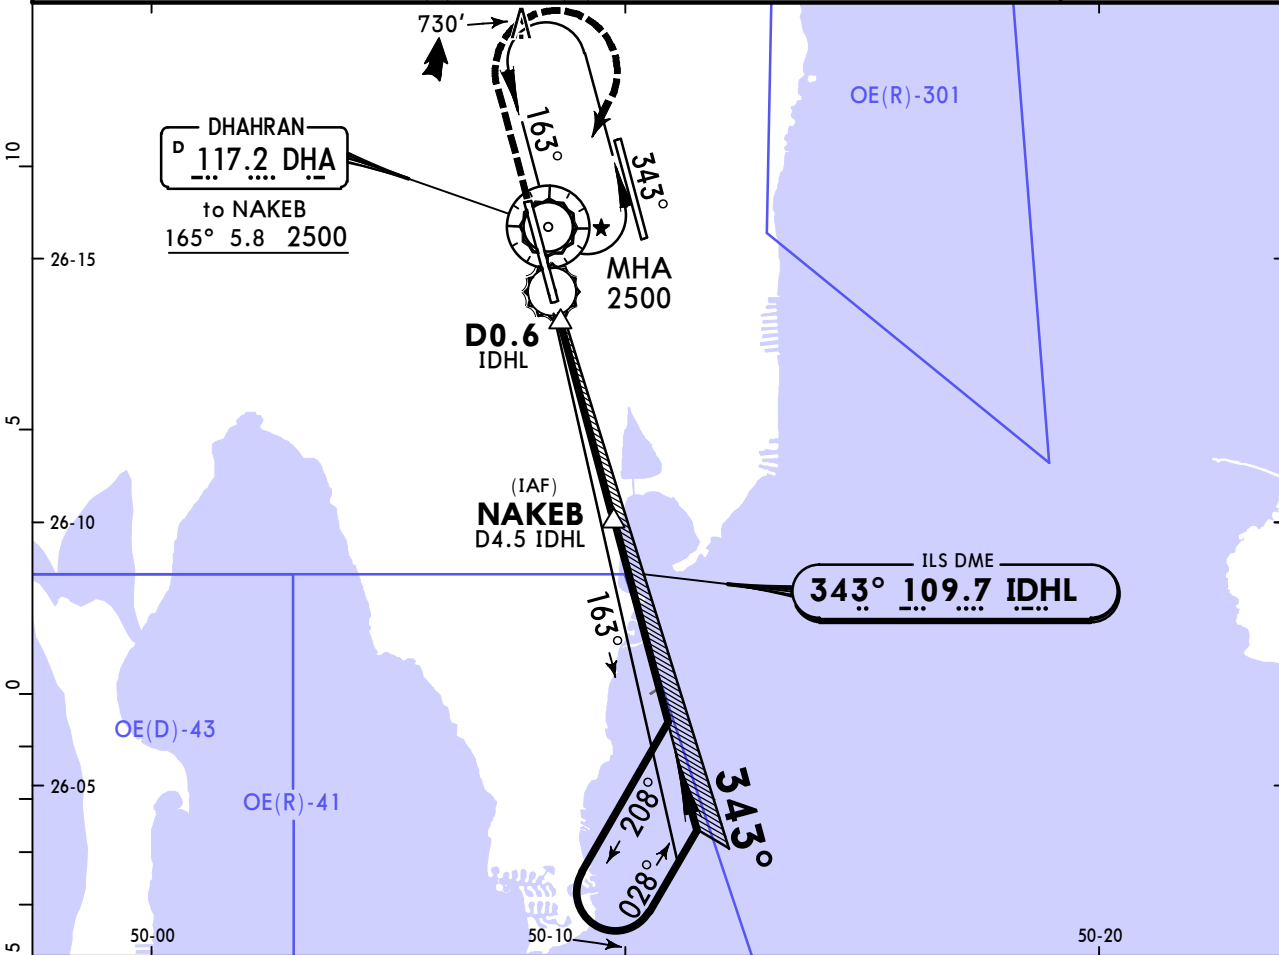 730'
OE(R)-301
DHAHRAN
D 117.2 DHA
to NAKEB
165° 5.8 2500
163°
343°
10
26-15
MHA
2500
D0.6
IDHL
5
(IAF)
NAKEB
D4.5 IDHL
26-10
ILS DME
343° 109.7 IDHL
163°
0
OE(D)-43
26-05
OE(R)-41
208°
343°
028°
5
50-00
50-10
50-20